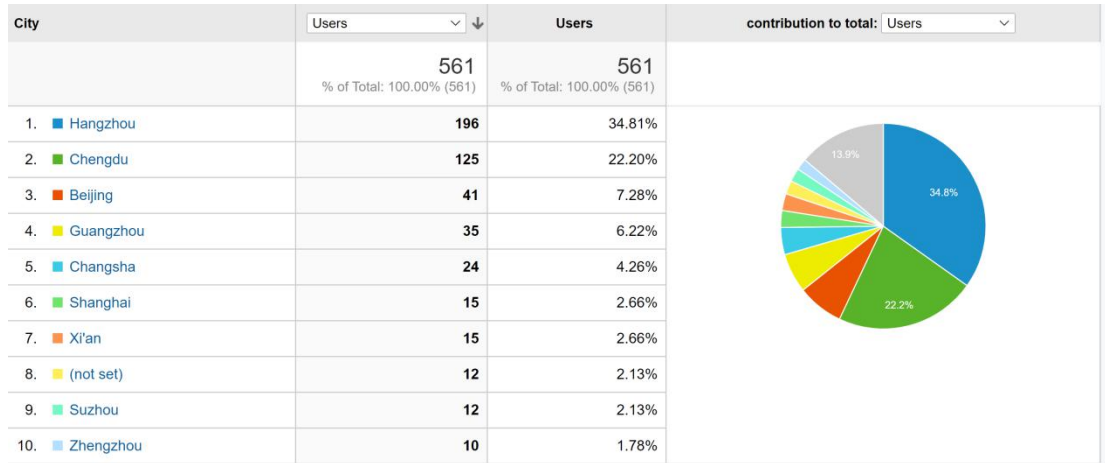 City Users Users contribution to total: Users
561 561
% of Total: 100.00% (561) % of Total: 100.00% (561)
1. Hangzhou 196 34.81%
2. Chengdu 125 22.20%
3. Beijing 41 7.28%
4. Guangzhou 35 6.22%
5. Changsha 24 4.26%
6. Shanghai 15 2.66%
7. Xi'an 15 2.66%
8. (not set) 12 2.13%
9. Suzhou 12 2.13%
10. Zhengzhou 10 1.78%
13.9%
34.8%
22.2%